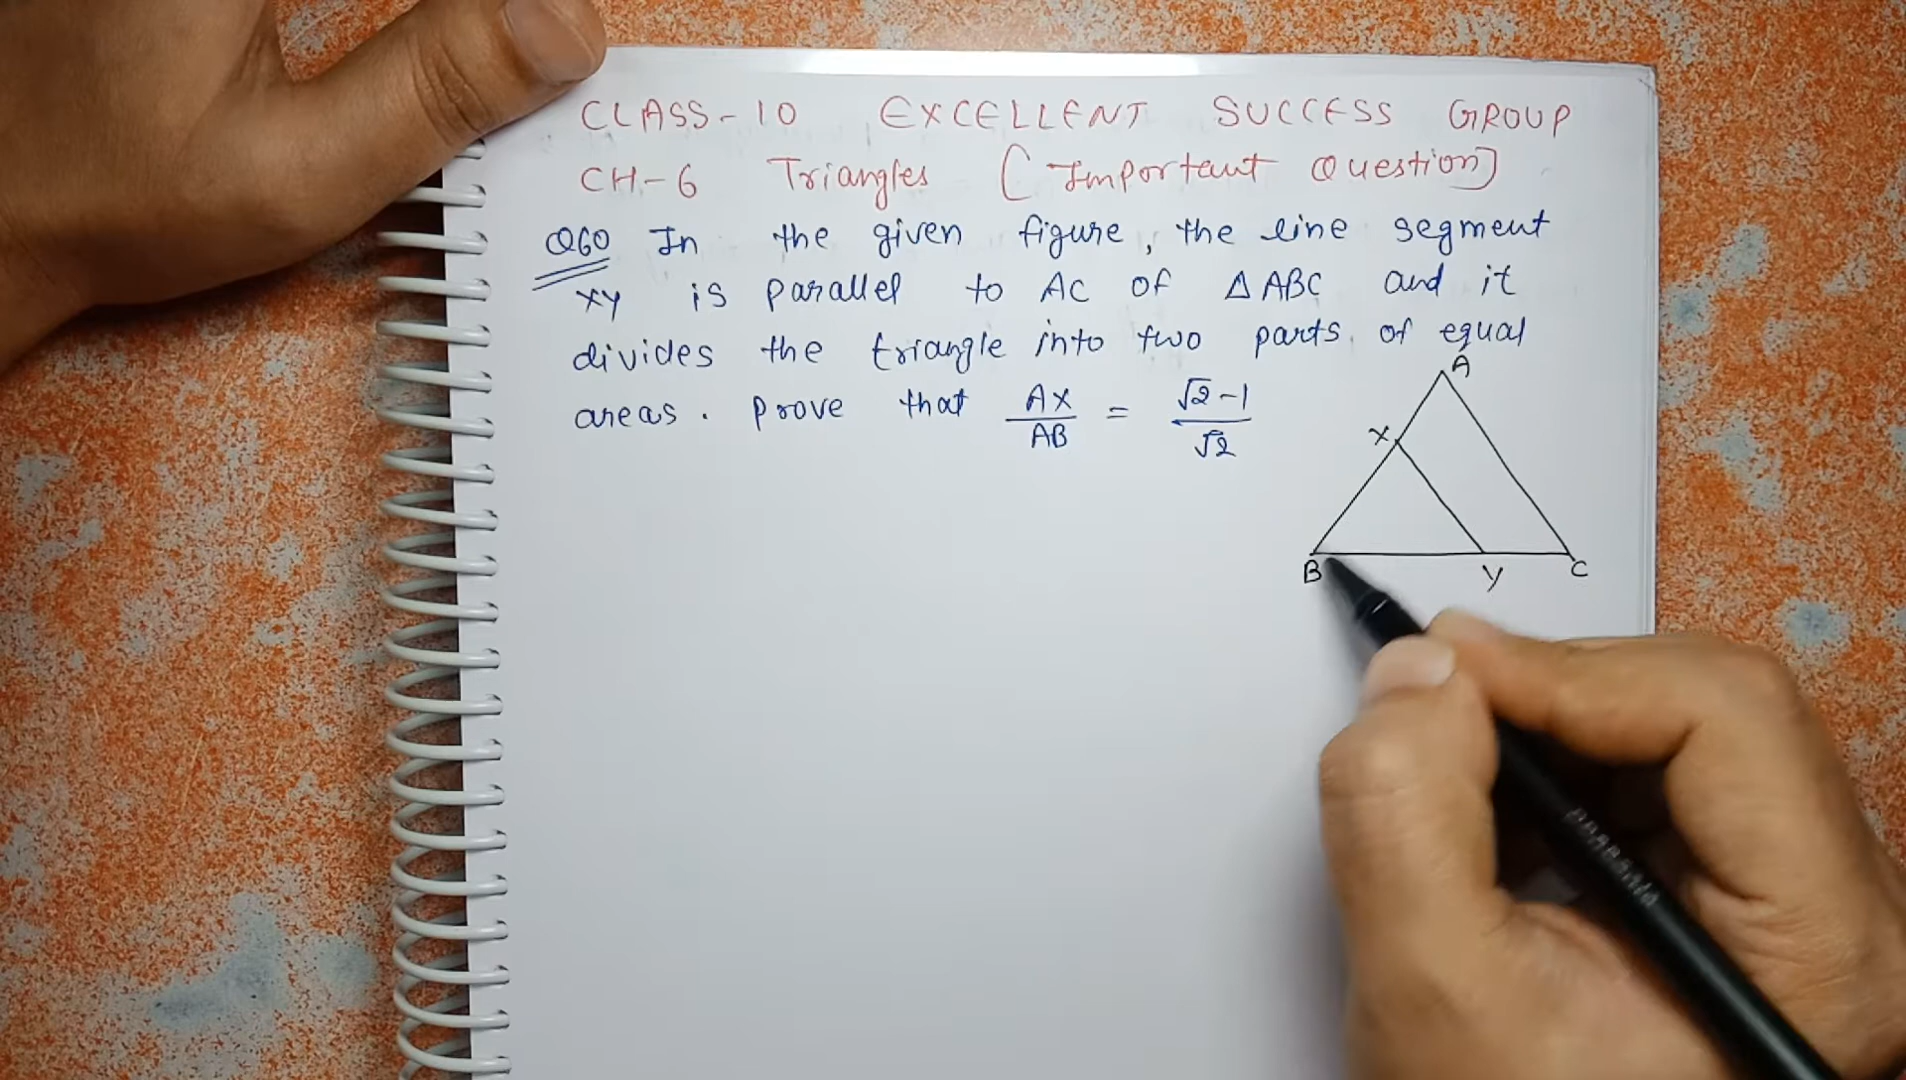 CLASS-10 EXCELLENT SUCCESS GROUP
CH-6 Triangles (Important Question]
Q60 In the given figure, the line segment
XY is parallel to AC of △ABC and it
divides the triangle into two parts of equal
areas. Prove that AX/AB = √2-1/√2
A
X
B
Y
C